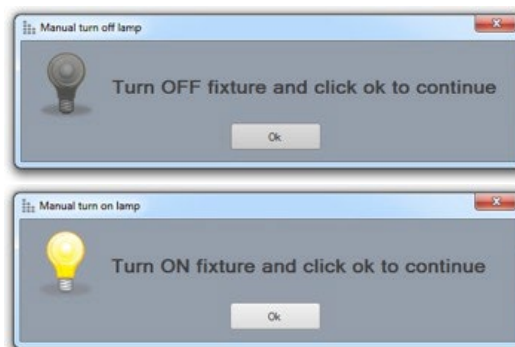 Manual turn off lamp
X
Turn OFF fixture and click ok to continue
Ok
Manual turn on lamp
X
Turn ON fixture and click ok to continue
Ok